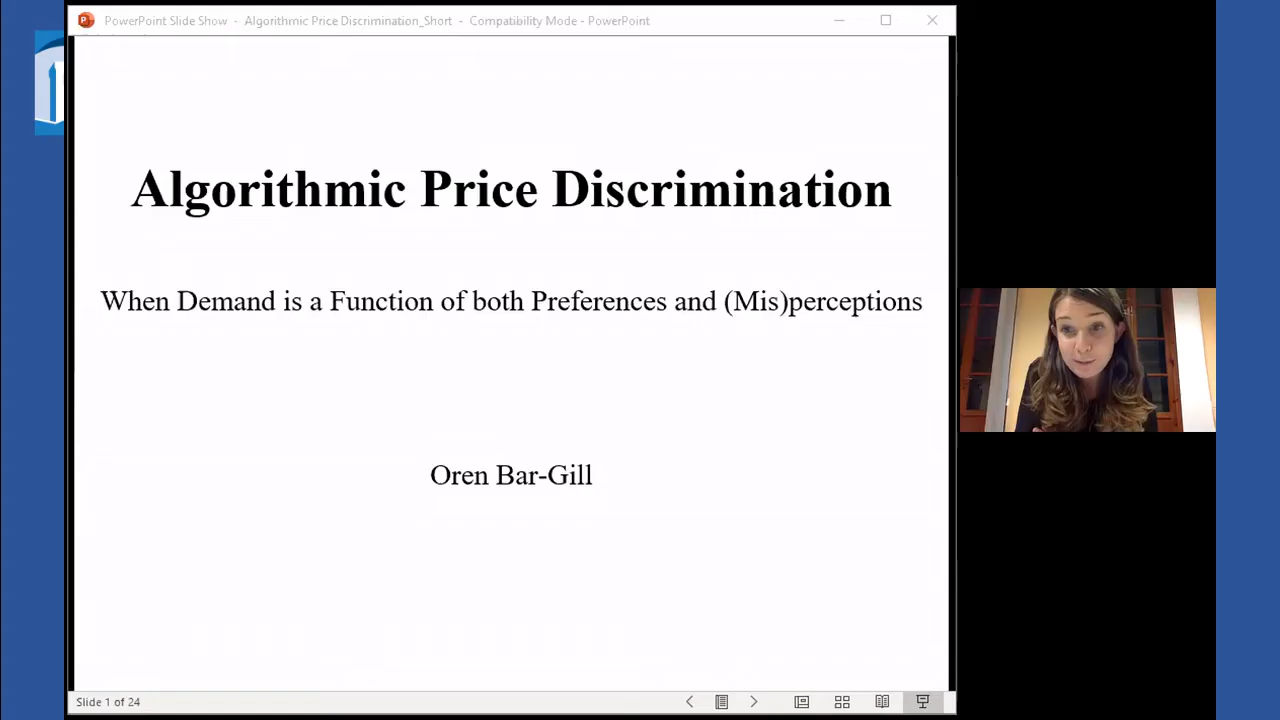 PowerPoint Slide Show - Algorithmic Price Discrimination_Short - Compatibility Mode - PowerPoint
Algorithmic Price Discrimination
When Demand is a Function of both Preferences and (Mis)perceptions
Oren Bar-Gill
Slide 1 of 24